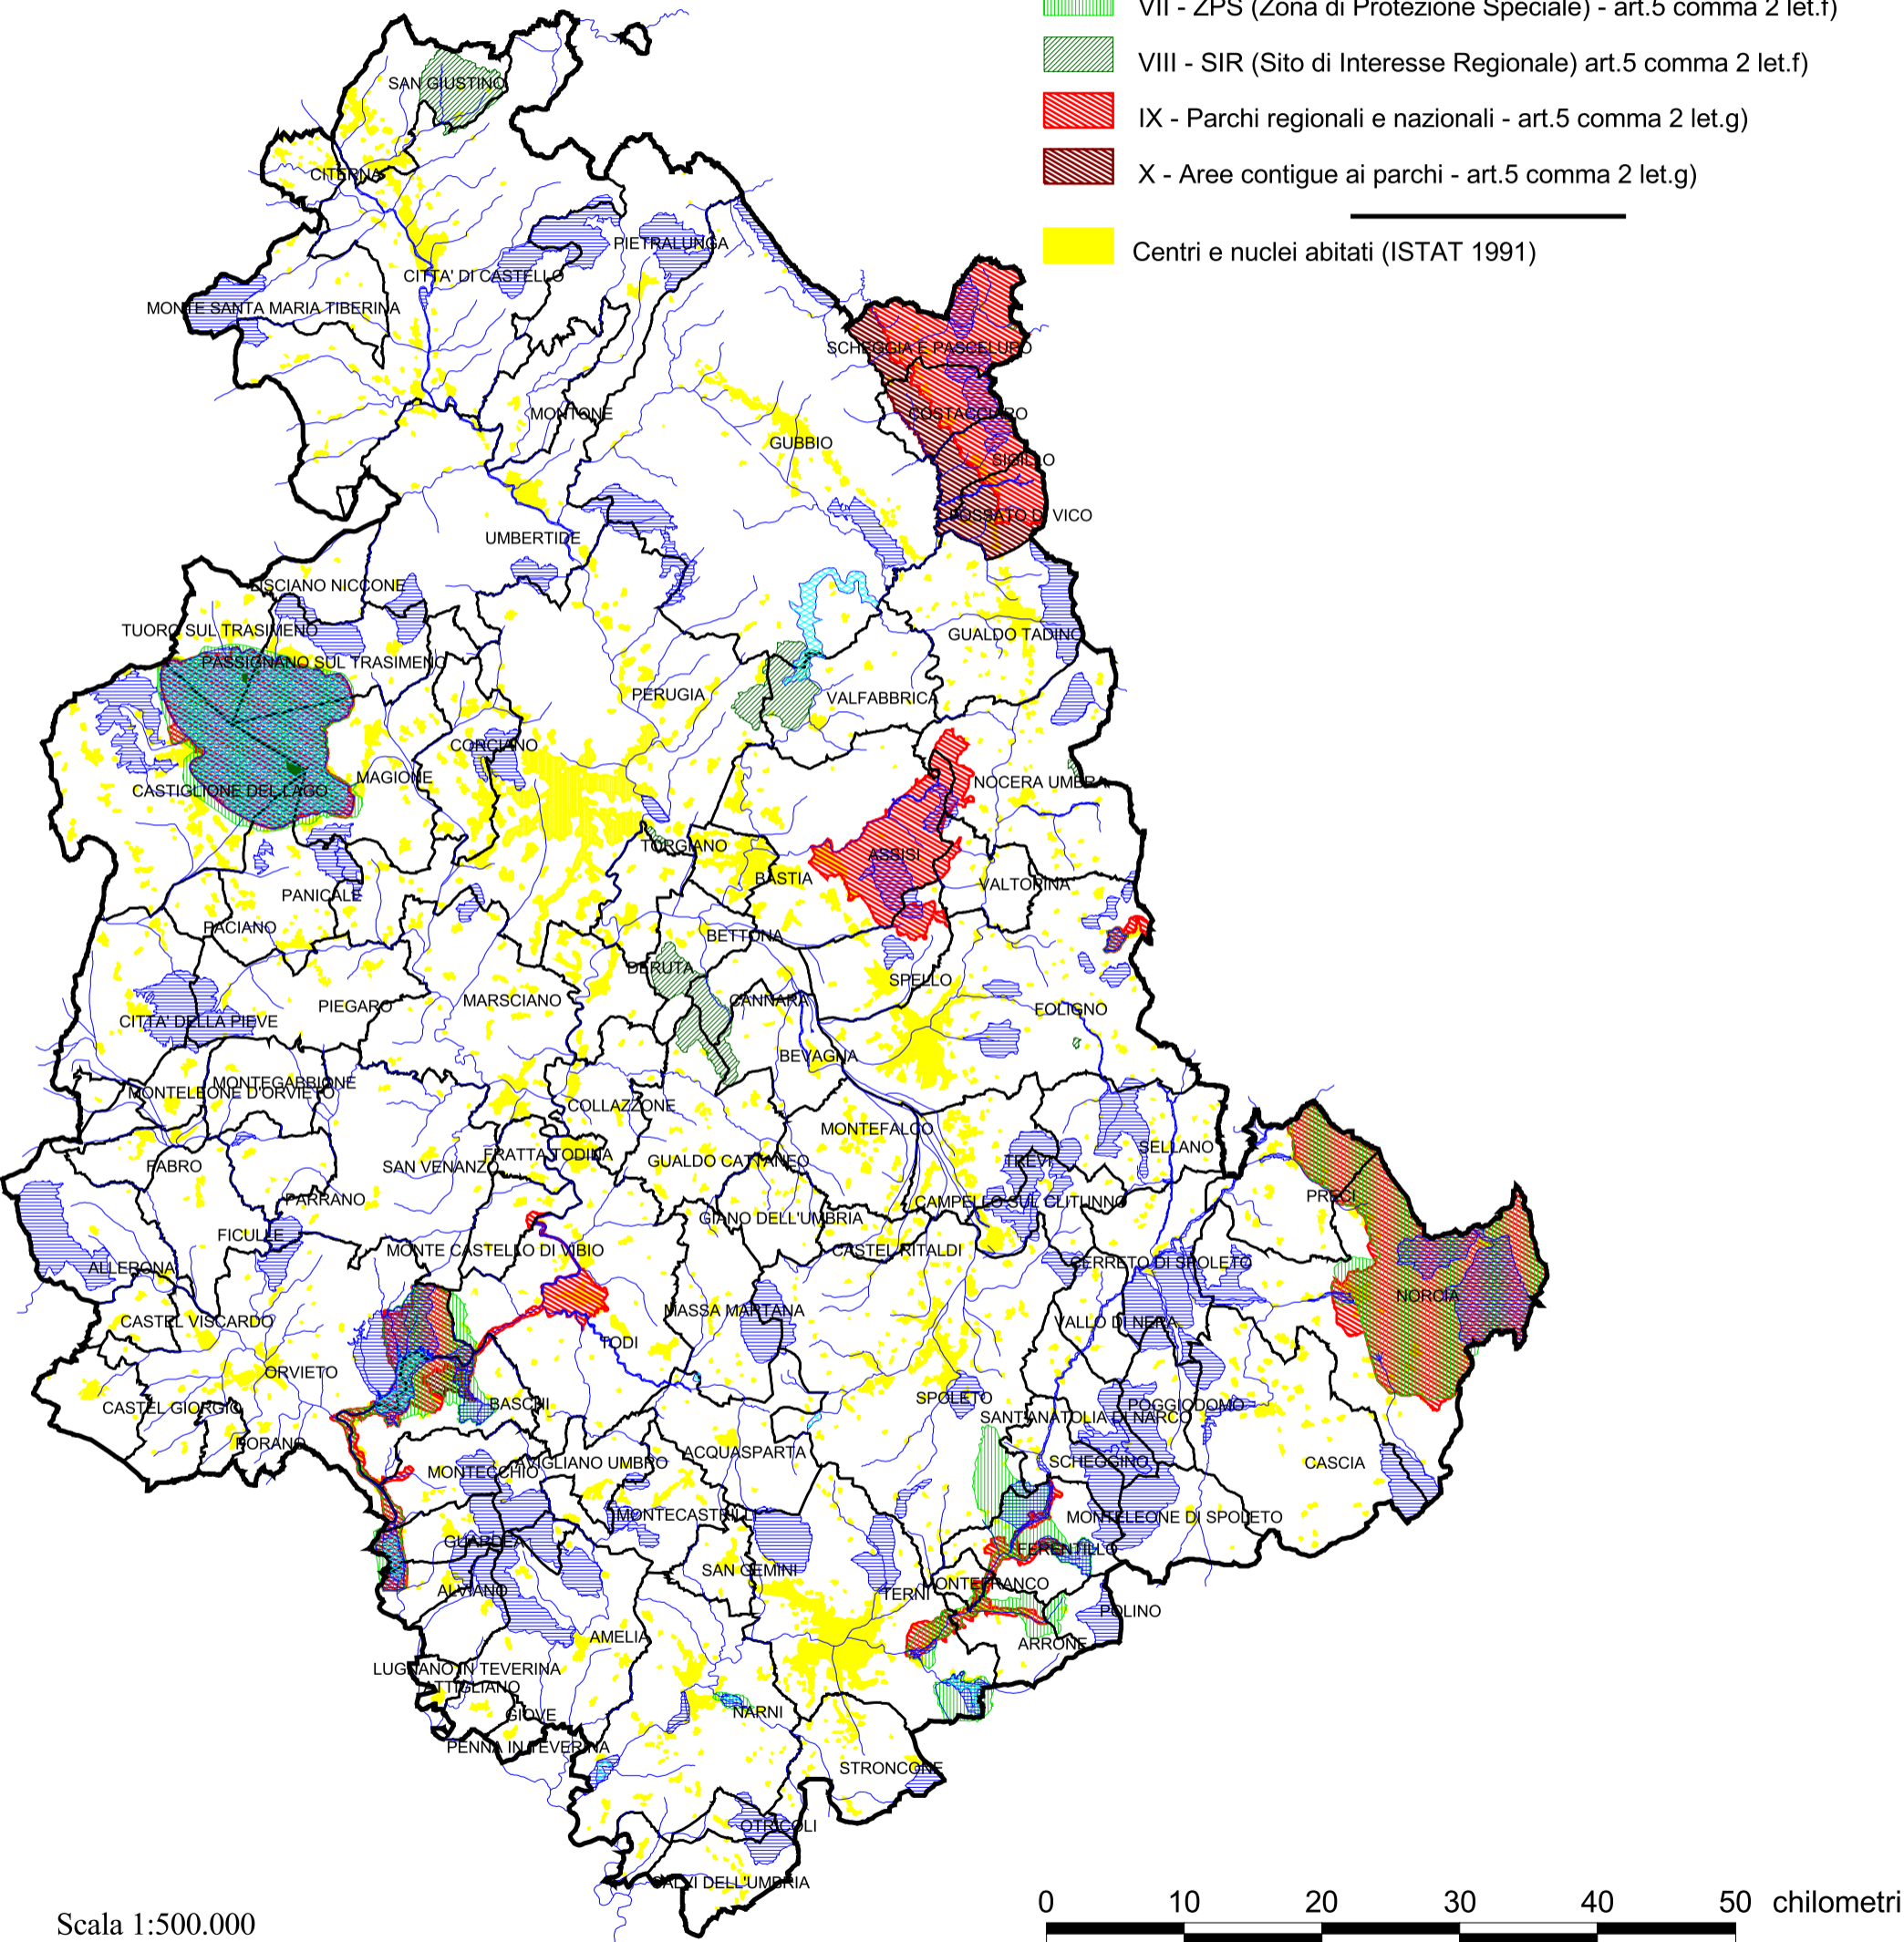 VII - ZPS (Zona di Protezione Speciale) - art.5 comma 2 let.f)
VIII - SIR (Sito di Interesse Regionale) art.5 comma 2 let.f)
IX - Parchi regionali e nazionali - art.5 comma 2 let.g)
X - Aree contigue ai parchi - art.5 comma 2 let.g)
Centri e nuclei abitati (ISTAT 1991)
SAN GIUSTINO
CITERNA
PIETRALUNGA
CITTA' DI CASTELLO
MONTE SANTA MARIA TIBERINA
SCHEGGIA E PASCELUPO
COSTACCIARO
MONTONE
GUBBIO
SIGILLO
FOSSATO DI VICO
UMBERTIDE
LISCIANO NICCONE
TUORO SUL TRASIMENO
GUALDO TADINO
PASSIGNANO SUL TRASIMENO
PERUGIA
VALFABBRICA
CORCIANO
MAGIONE
NOCERA UMBRA
CASTIGLIONE DEL LAGO
TORGIANO
ASSISI
BASTIA
VALTOPINA
PANICALE
PACIANO
BETTONA
DERUTA
SPELLO
CANNARA
MARSCIANO
PIEGARO
FOLIGNO
CITTA' DELLA PIEVE
BEVAGNA
MONTEGABBIONE
MONTELEONE D'ORVIETO
COLLAZZONE
MONTEFALCO
SELLANO
FRATTA TODINA
GUALDO CATTANEO
TREVI
FABRO
SAN VENANZO
PRECI
PARRANO
CAMPELLO SUL CLITUNNO
GIANO DELL'UMBRIA
FICULLE
MONTE CASTELLO DI VIBIO
CASTEL RITALDI
CERRETO DI SPOLETO
ALLERONA
NORCIA
MASSA MARTANA
CASTEL VISCARDO
VALLO DI NERA
TODI
ORVIETO
SPOLETO
BASCHI
POGGIODOMO
CASTEL GIORGIO
SANT'ANATOLIA DI NARCO
PORANO
ACQUASPARTA
AVIGLIANO UMBRO
SCHEGGINO
CASCIA
MONTECCHIO
MONTECASTRILLI
MONTELEONE DI SPOLETO
GUARDEA
FERENTILLO
SAN GEMINI
MONTEFRANCO
ALVIANO
TERNI
POLINO
AMELIA
ARRONE
LUGNANO IN TEVERINA
ATTIGLIANO
NARNI
GIOVE
PENNA IN TEVERINA
STRONCONE
OTRICOLI
CALVI DELL'UMBRIA
0 10 20 30 40 50 chilometri
Scala 1:500.000